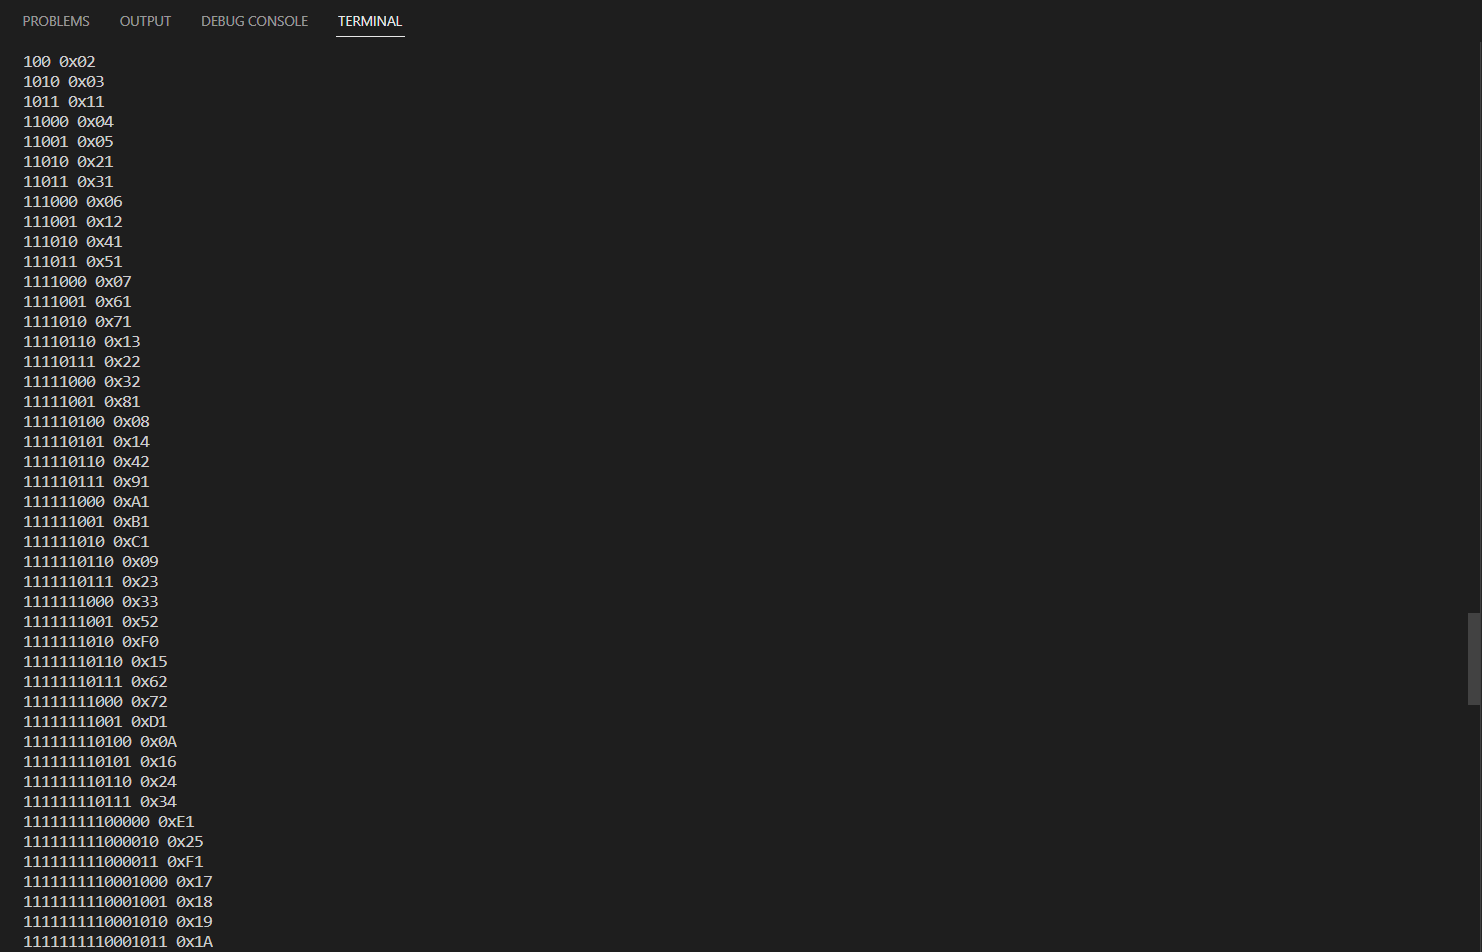 PROBLEMS OUTPUT DEBUG CONSOLE TERMINAL
100 0x02
1010 0x03
1011 0x11
11000 0x04
11001 0x05
11010 0x21
11011 0x31
111000 0x06
111001 0x12
111010 0x41
111011 0x51
1111000 0x07
1111001 0x61
1111010 0x71
11110110 0x13
11110111 0x22
11111000 0x32
11111001 0x81
111110100 0x08
111110101 0x14
111110110 0x42
111110111 0x91
111111000 0xA1
111111001 0xB1
111111010 0xC1
1111110110 0x09
1111110111 0x23
1111111000 0x33
1111111001 0x52
1111111010 0xF0
11111110110 0x15
11111110111 0x62
11111111000 0x72
11111111001 0xD1
111111110100 0x0A
111111110101 0x16
111111110110 0x24
111111110111 0x34
11111111100000 0xE1
111111111000010 0x25
111111111000011 0xF1
1111111110001000 0x17
1111111110001001 0x18
1111111110001010 0x19
1111111110001011 0x1A